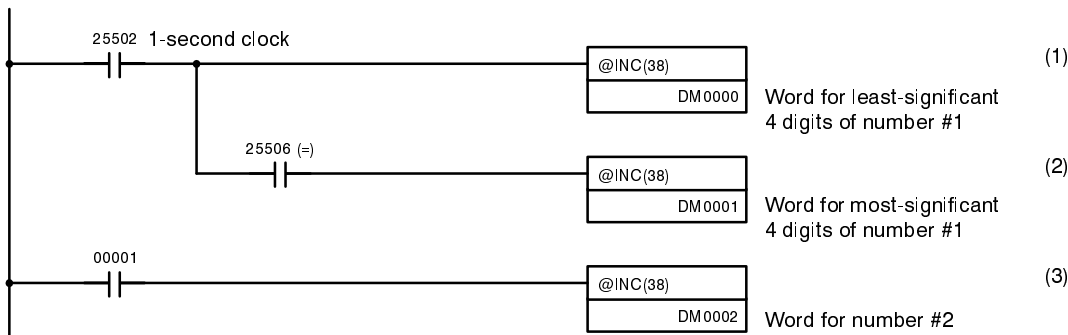 25502 1-second clock
@INC(38) (1)
DM0000 Word for least-significant
4 digits of number #1
25506 (=)
@INC(38) (2)
DM0001 Word for most-significant
4 digits of number #1
00001
@INC(38) (3)
DM0002 Word for number #2